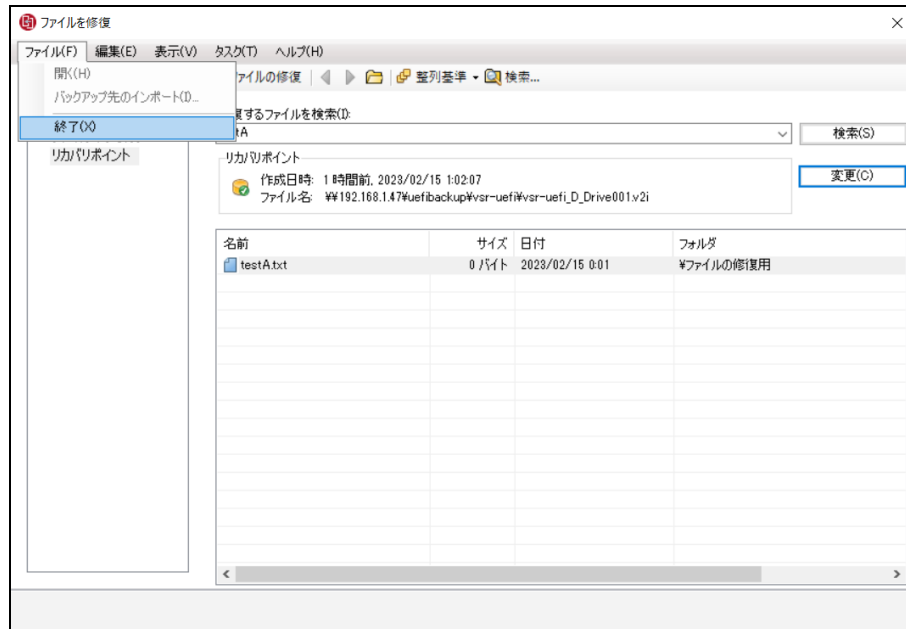 ファイルを修復
ファイル(F) 編集(E) 表示(V) タスク(T) ヘルプ(H)
開く(H)
バックアップ先のインポート(I)...
終了(X)
ァイルの修復 整列基準 検索...
するファイルを検索(I):
tA 検索(S)
リカバリポイント
リカバリポイント
作成日時: 1 時間前, 2023/02/15 1:02:07
ファイル名: ¥¥192.168.1.47¥uefibackup¥vsr-uefi¥vsr-uefi_D_Drive001.v2i
変更(C)
名前 サイズ 日付 フォルダ
testA.txt 0 バイト 2023/02/15 0:01 ¥ファイルの修復用